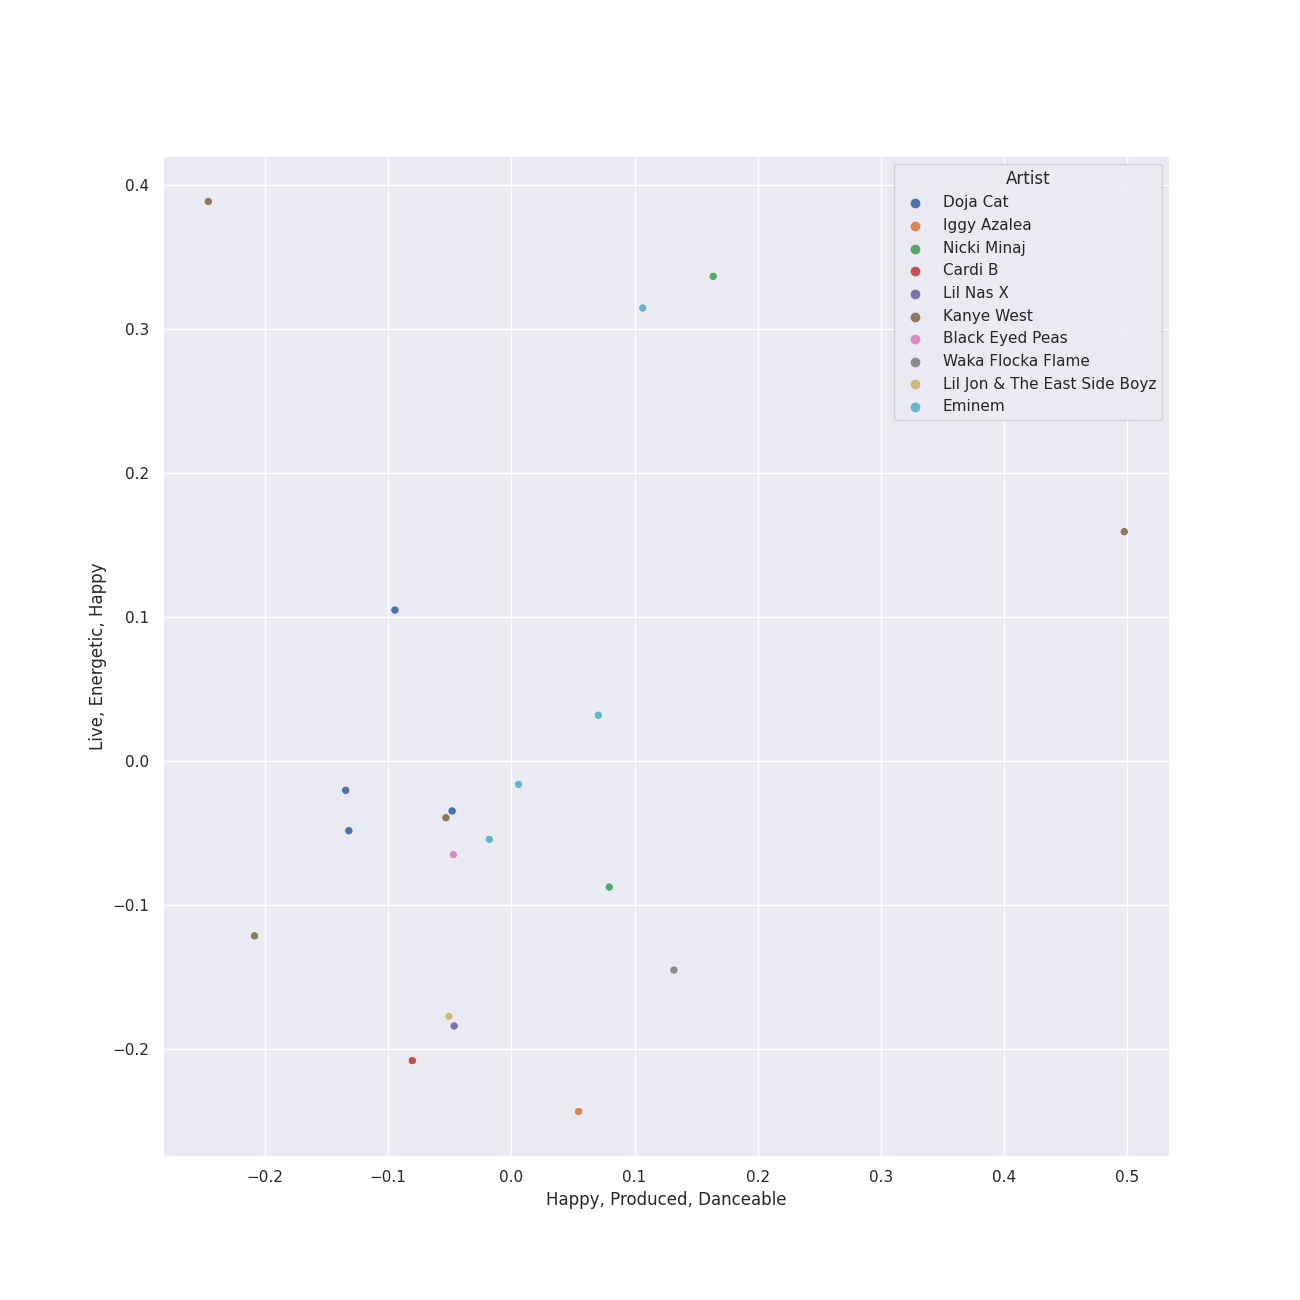 Artist
Doja Cat
Iggy Azalea
Nicki Minaj
Cardi B
Lil Nas X
Kanye West
Black Eyed Peas
Waka Flocka Flame
Lil Jon & The East Side Boyz
Eminem
0.4
0.3
0.2
0.1
0.0
−0.1
−0.2
Live, Energetic, Happy
−0.2 −0.1 0.0 0.1 0.2 0.3 0.4 0.5
Happy, Produced, Danceable